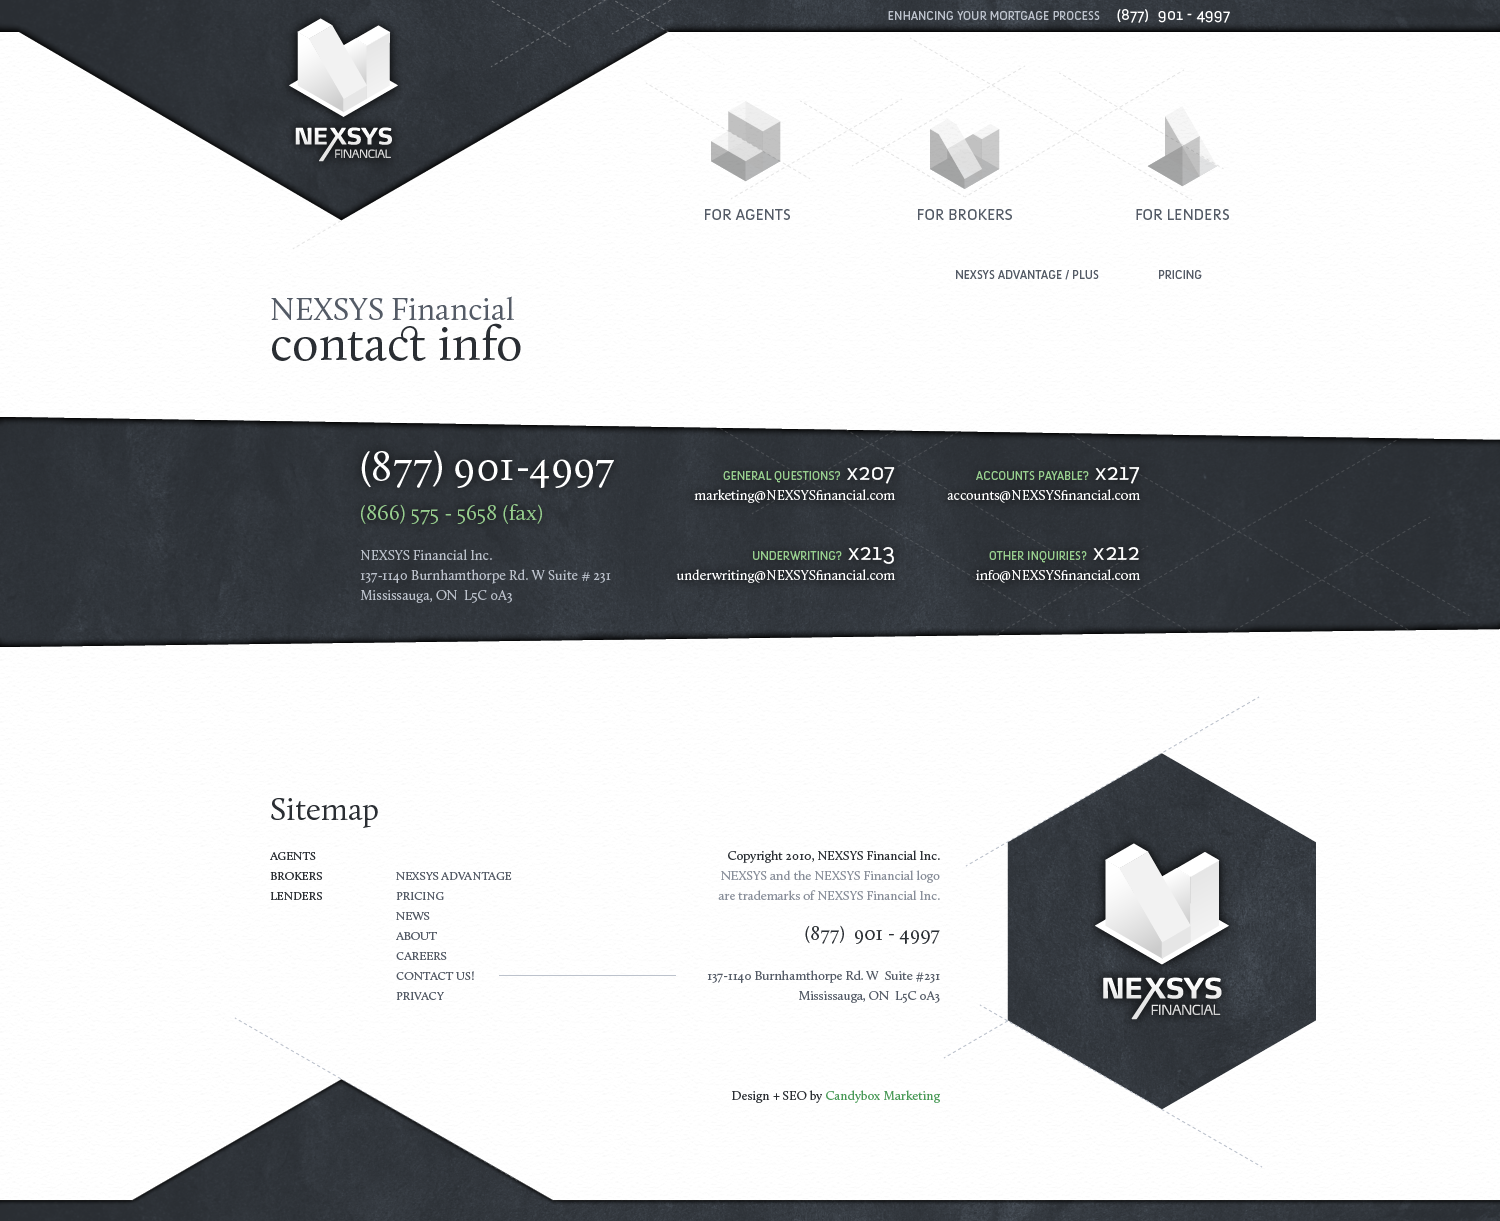 ENHANCING YOUR MORTGAGE PROCESS (877) 901 - 4997
NEXSYS
FINANCIAL
FOR AGENTS
FOR BROKERS
FOR LENDERS
NEXSYS ADVANTAGE / PLUS
PRICING
NEXSYS Financial
contact info
(877) 901-4997
(866) 575 - 5658 (fax)
NEXSYS Financial Inc.
137-1140 Burnhamthorpe Rd. W Suite # 231
Mississauga, ON L5C 0A3
GENERAL QUESTIONS? x207
marketing@NEXSYSfinancial.com
ACCOUNTS PAYABLE? x217
accounts@NEXSYSfinancial.com
UNDERWRITING? x213
underwriting@NEXSYSfinancial.com
OTHER INQUIRIES? x212
info@NEXSYSfinancial.com
Sitemap
AGENTS
BROKERS
LENDERS
NEXSYS ADVANTAGE
PRICING
NEWS
ABOUT
CAREERS
CONTACT US!
PRIVACY
Copyright 2010, NEXSYS Financial Inc.
NEXSYS and the NEXSYS Financial logo
are trademarks of NEXSYS Financial Inc.
(877) 901 - 4997
137-1140 Burnhamthorpe Rd. W Suite #231
Mississauga, ON L5C 0A3
Design + SEO by Candybox Marketing
NEXSYS
FINANCIAL